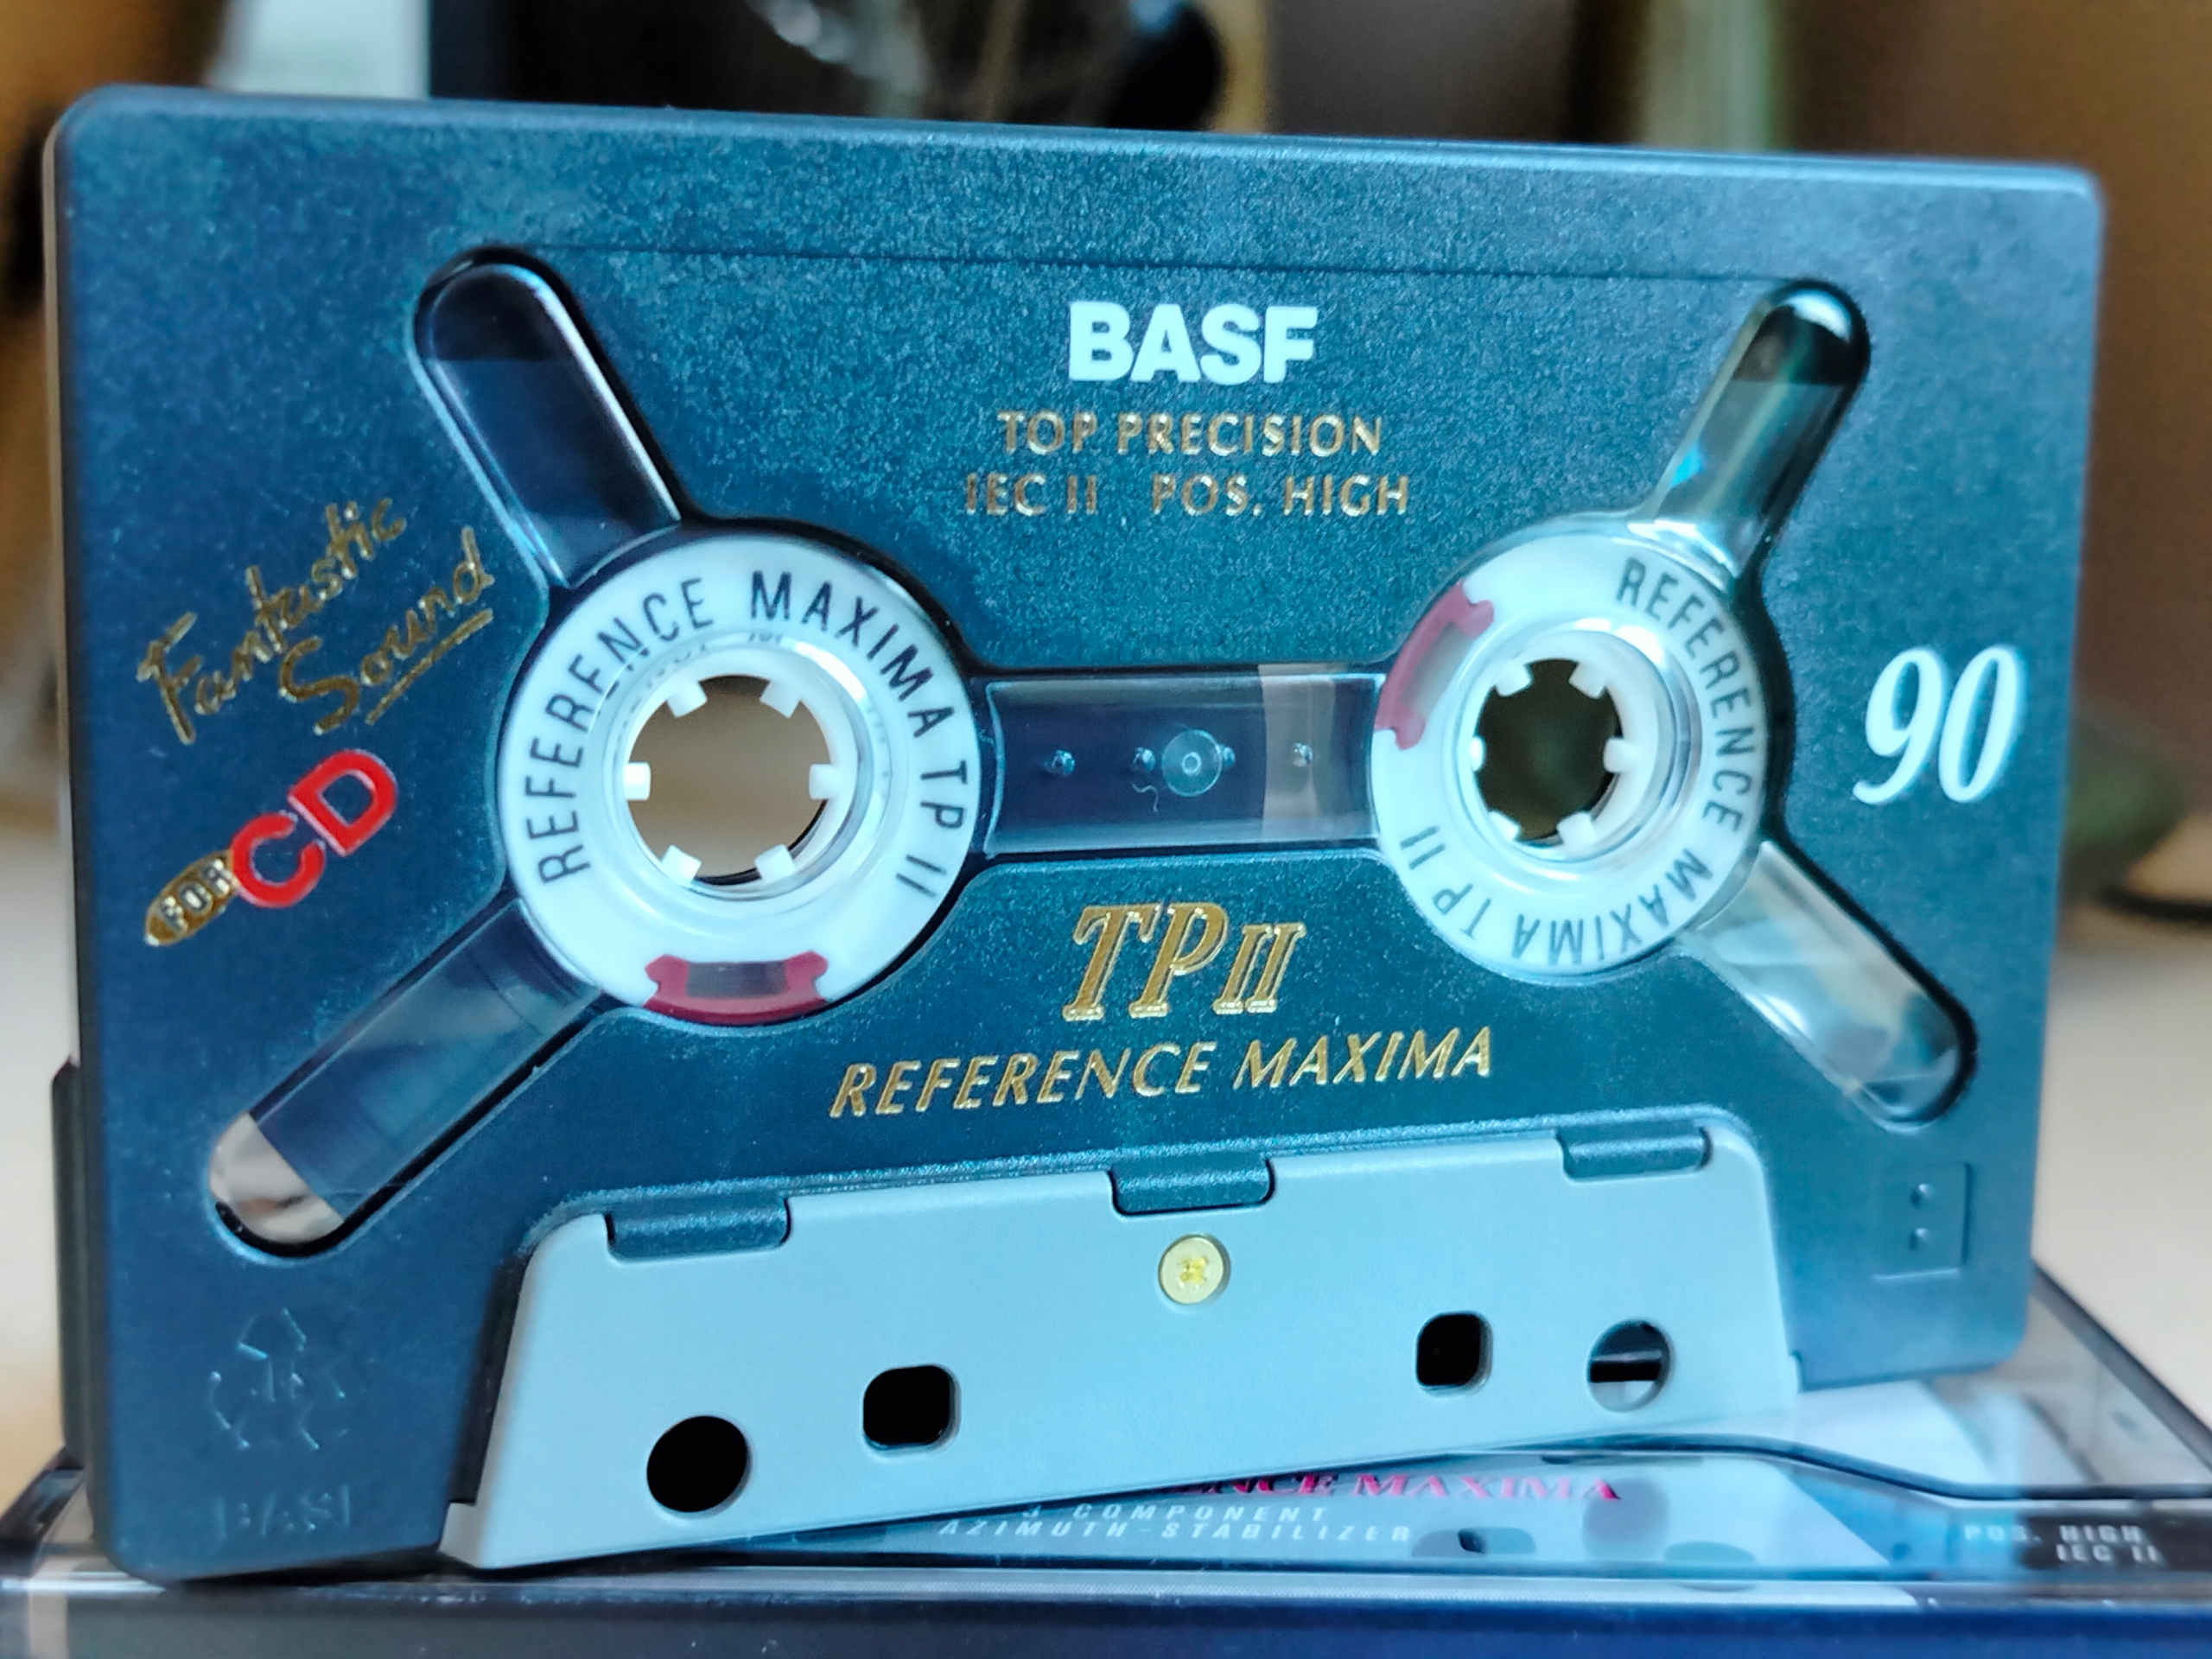 BASF
TOP PRECISION
IEC II POS. HIGH
Fantastic
Sound
FOR CD
REFERENCE MAXIMA TP II
REFERENCE MAXIMA TP II
90
TPII
REFERENCE MAXIMA
BASF
MAXIMA
COMPONENT
AZIMUTH-STABILIZER
POS. HIGH
IEC II